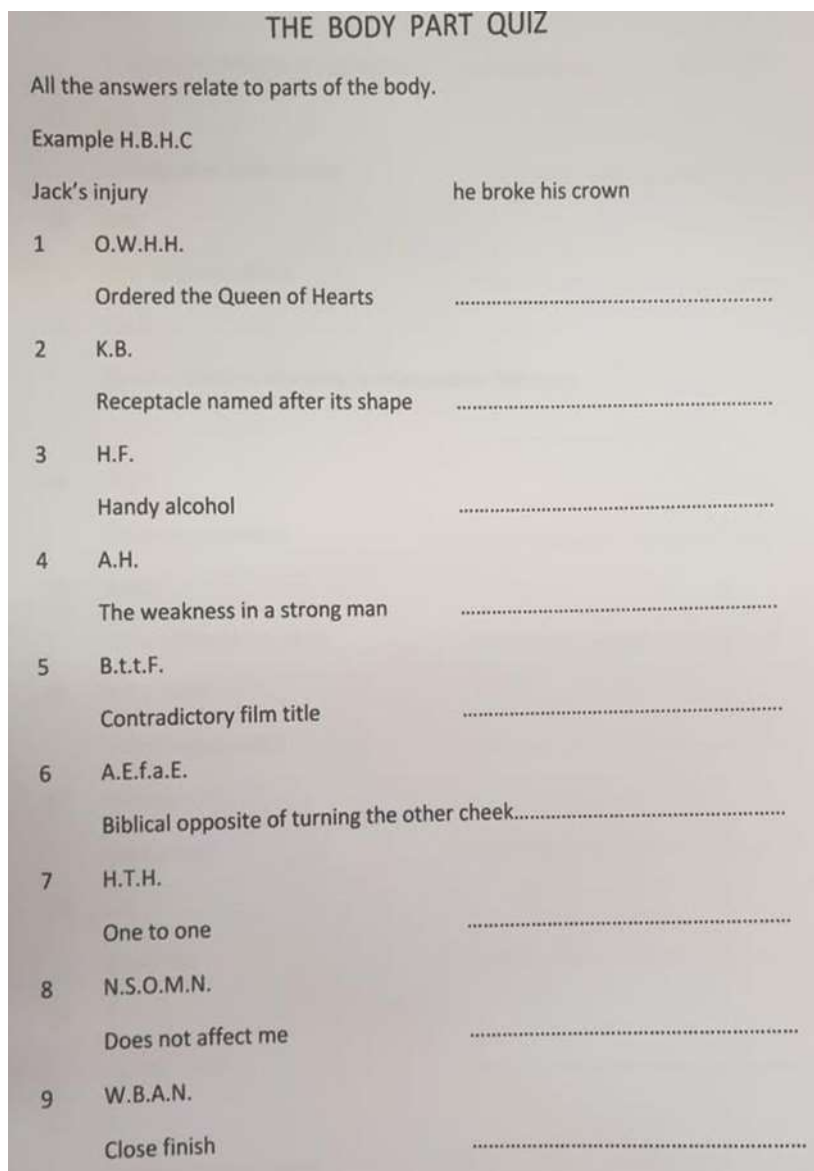 THE BODY PART QUIZ
All the answers relate to parts of the body.
Example H.B.H.C
Jack's injury he broke his crown
1 O.W.H.H.
Ordered the Queen of Hearts ............................................................
2 K.B.
Receptacle named after its shape ............................................................
3 H.F.
Handy alcohol ............................................................
4 A.H.
The weakness in a strong man ............................................................
5 B.t.t.F.
Contradictory film title ............................................................
6 A.E.f.a.E.
Biblical opposite of turning the other cheek...................................................
7 H.T.H.
One to one ............................................................
8 N.S.O.M.N.
Does not affect me ............................................................
9 W.B.A.N.
Close finish ............................................................